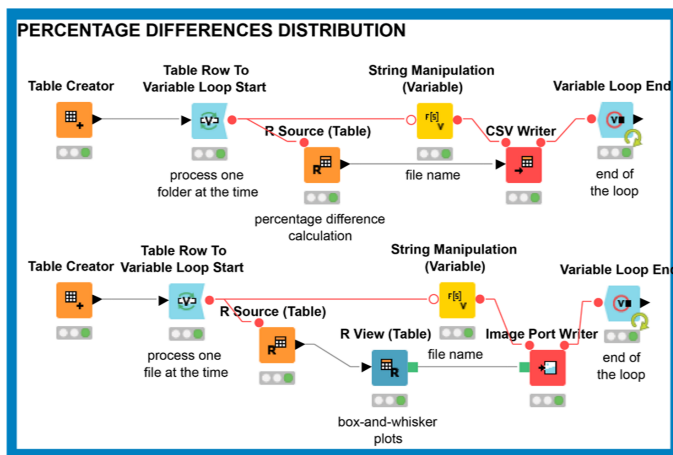 PERCENTAGE DIFFERENCES DISTRIBUTION
Table Creator
Table Row To
Variable Loop Start
String Manipulation
(Variable)
Variable Loop End
R Source (Table)
CSV Writer
process one
folder at the time
file name
end of
the loop
percentage difference
calculation
Table Creator
Table Row To
Variable Loop Start
String Manipulation
(Variable)
Variable Loop End
R Source (Table)
R View (Table)
Image Port Writer
process one
file at the time
file name
end of
the loop
box-and-whisker
plots